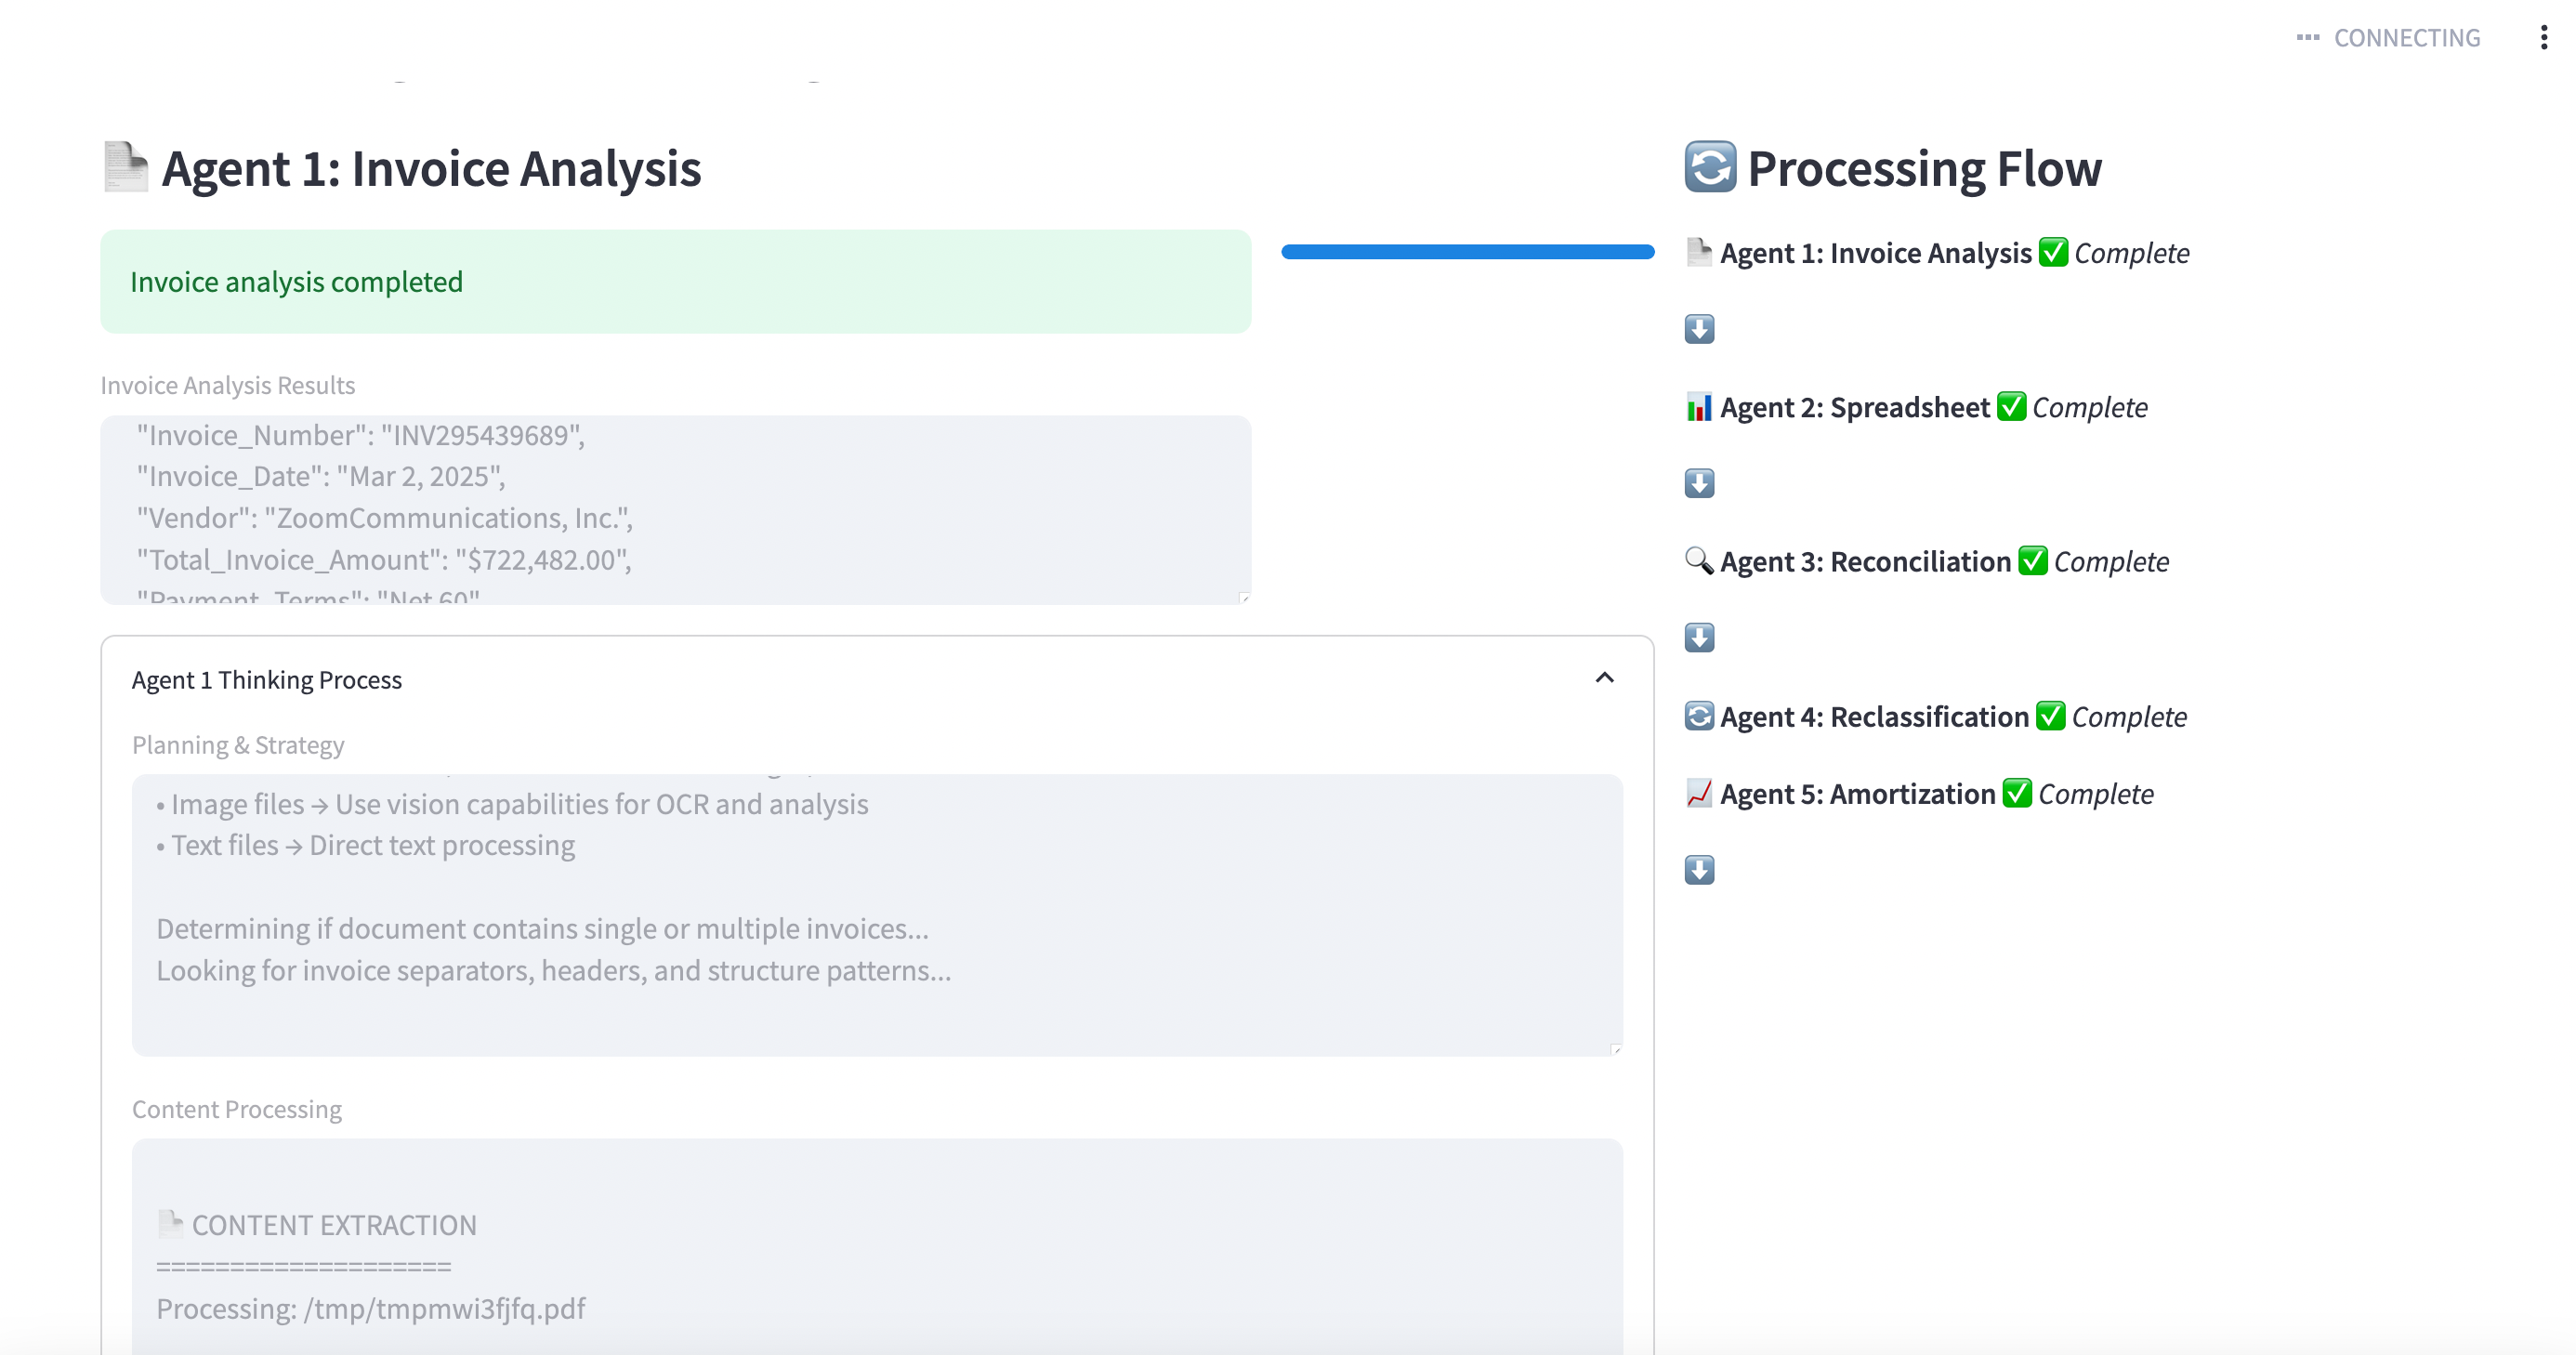 CONNECTING
Agent 1: Invoice Analysis
Invoice analysis completed
Invoice Analysis Results
"Invoice_Number": "INV295439689",
"Invoice_Date": "Mar 2, 2025",
"Vendor": "ZoomCommunications, Inc.",
"Total_Invoice_Amount": "$722,482.00",
"Payment_Terms": "Net 60"
Agent 1 Thinking Process
Planning & Strategy
• Image files → Use vision capabilities for OCR and analysis
• Text files → Direct text processing
Determining if document contains single or multiple invoices...
Looking for invoice separators, headers, and structure patterns...
Content Processing
CONTENT EXTRACTION
====================
Processing: /tmp/tmpmwi3fjfq.pdf
Processing Flow
Agent 1: Invoice Analysis ✅ Complete
⬇️
Agent 2: Spreadsheet ✅ Complete
⬇️
Agent 3: Reconciliation ✅ Complete
⬇️
Agent 4: Reclassification ✅ Complete
Agent 5: Amortization ✅ Complete
⬇️